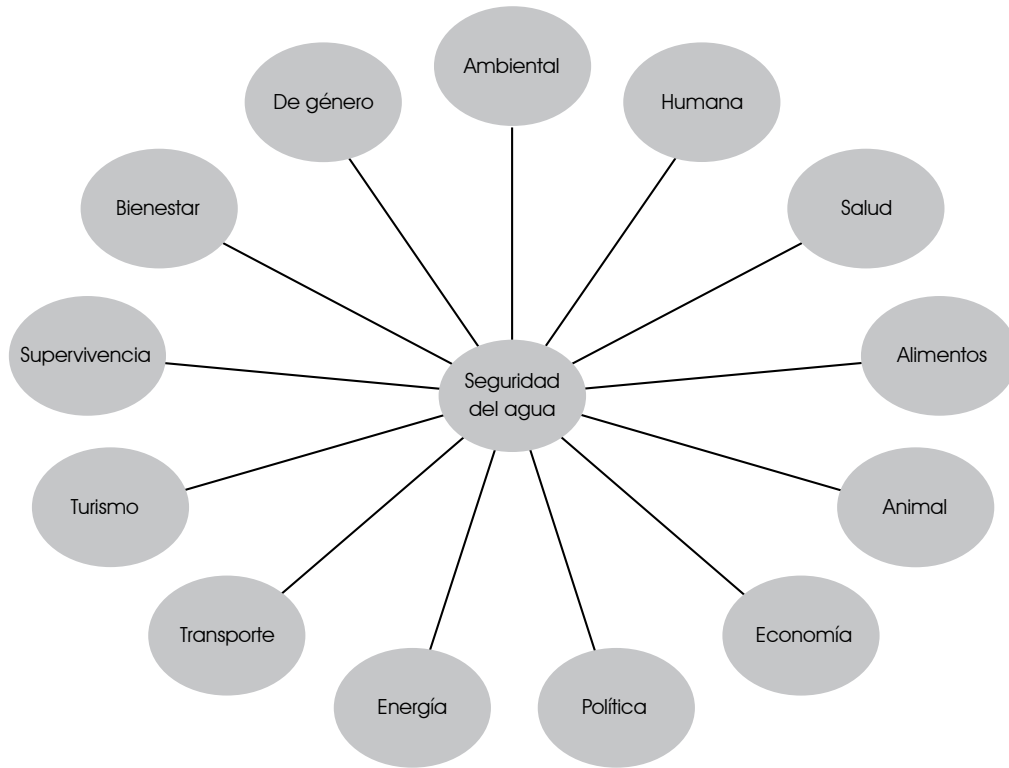 Ambiental
De género
Humana
Bienestar
Salud
Supervivencia
Alimentos
Seguridad
del agua
Turismo
Animal
Transporte
Economía
Energía
Política